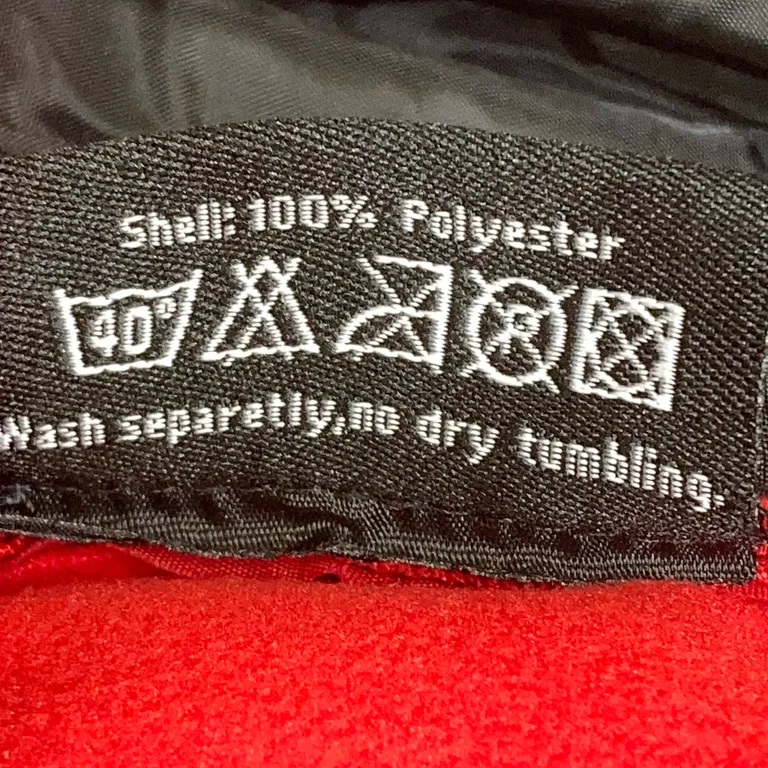 Shell: 100% Polyester
40°
Wash separetly,no dry tumbling.